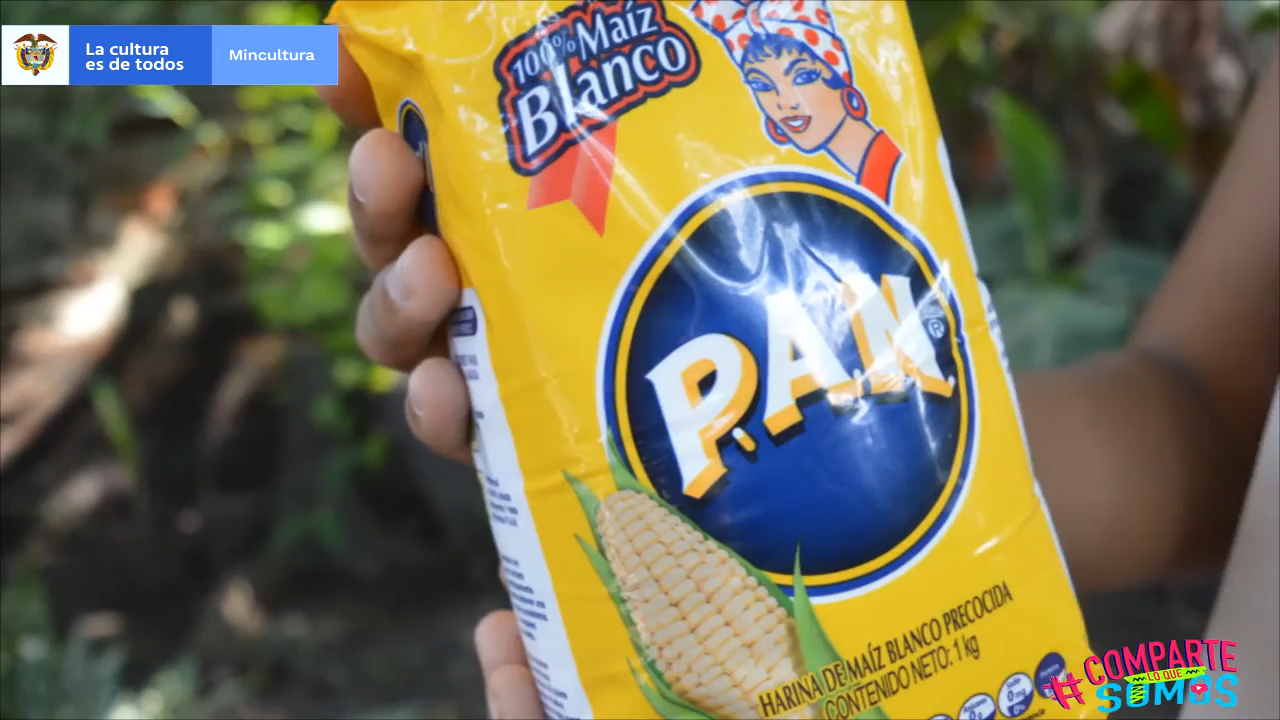 La cultura
es de todos
Mincultura
100% Maíz
Blanco
P.A.N.
®
HARINA DE MAÍZ BLANCO PRECOCIDA
CONTENIDO NETO: 1 kg
#COMPARTE
LO QUE
SOMOS